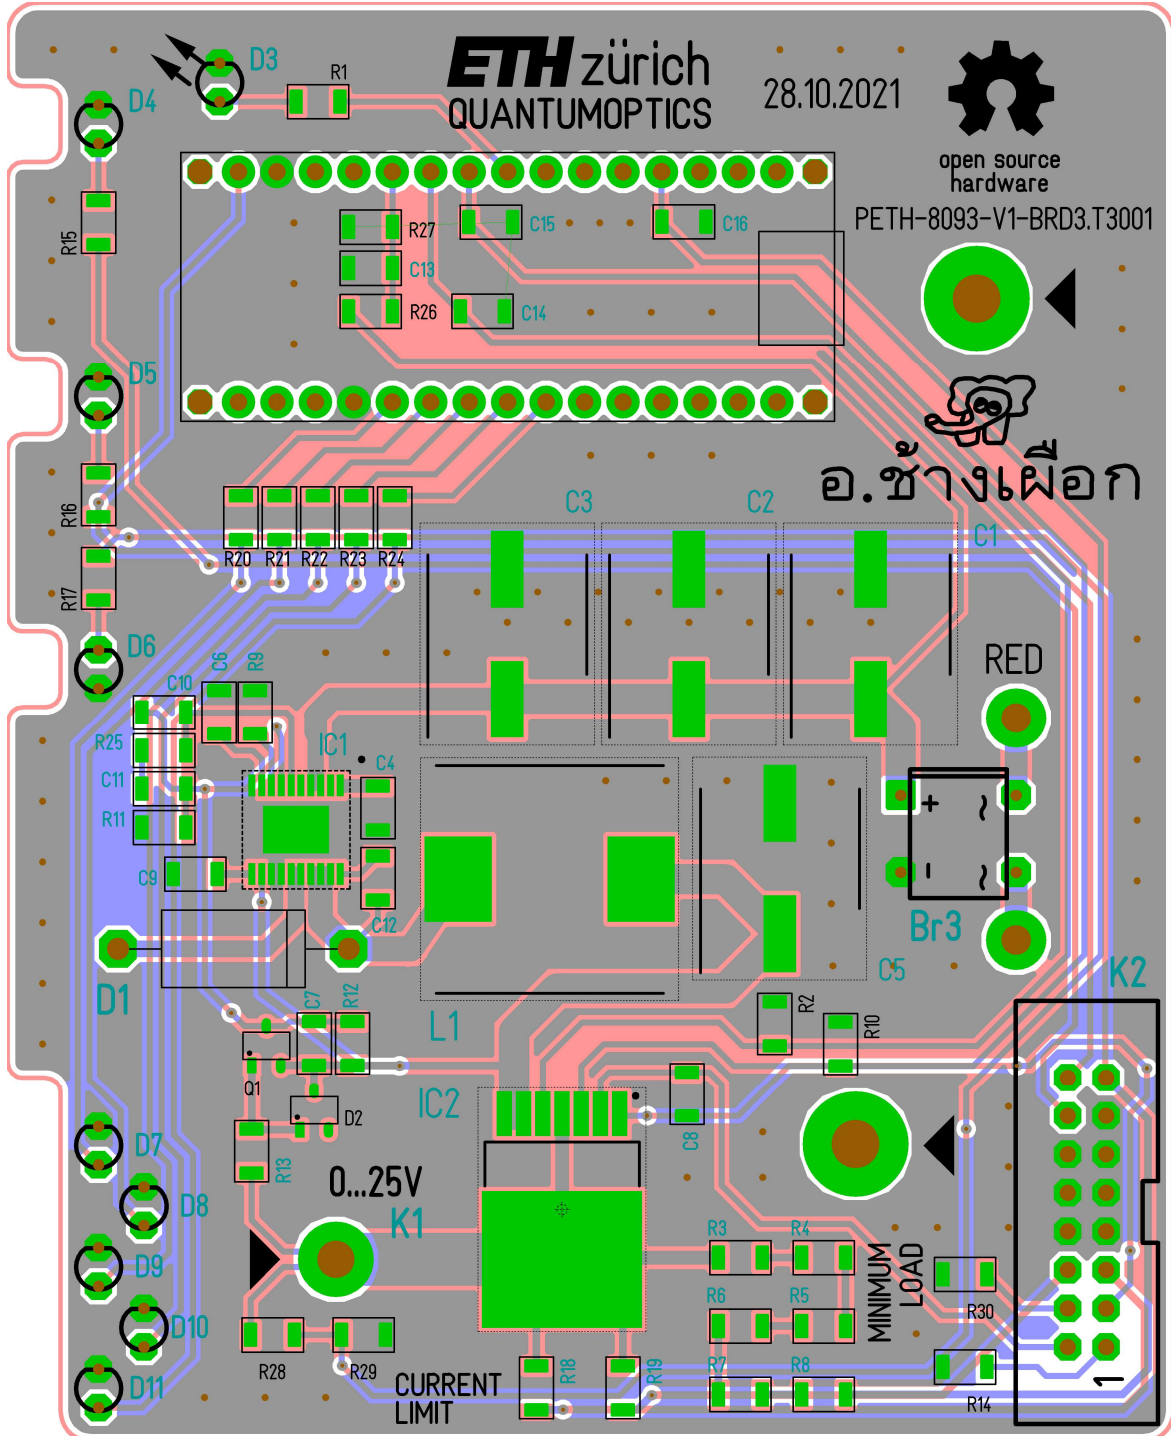 D3
R1
ETH zürich
QUANTUMOPTICS
28.10.2021
open source
hardware
PETH-8093-V1-BRD3.T3001
D4
R15
R27
C15
C16
C13
R26
C14
D5
อ.ช้างเผือก
R16
C3
C2
C1
R20
R21
R22
R23
R24
R17
D6
C6
R9
RED
C10
R25
IC1
C4
C11
R11
+
~
C9
-
~
C12
Br3
C5
K2
D1
C7
R12
L1
R2
R10
Q1
D2
IC2
C8
D7
R13
0...25V
K1
D8
R3
R4
MINIMUM
LOAD
D9
R6
R5
R30
D10
R28
R29
R18
R19
R7
R8
D11
CURRENT
LIMIT
R14
1